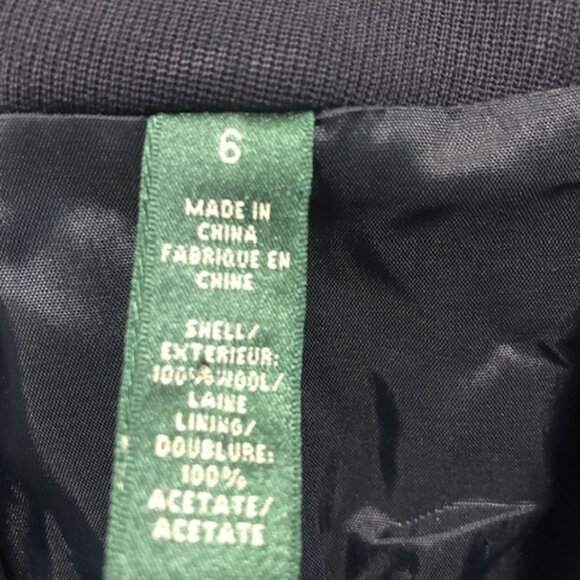 6
MADE IN
CHINA
FABRIQUE EN
CHINE
SHELL/
EXTERIEUR:
100% WOOL/
LAINE
LINING/
DOUBLURE:
100%
ACETATE/
ACETATE